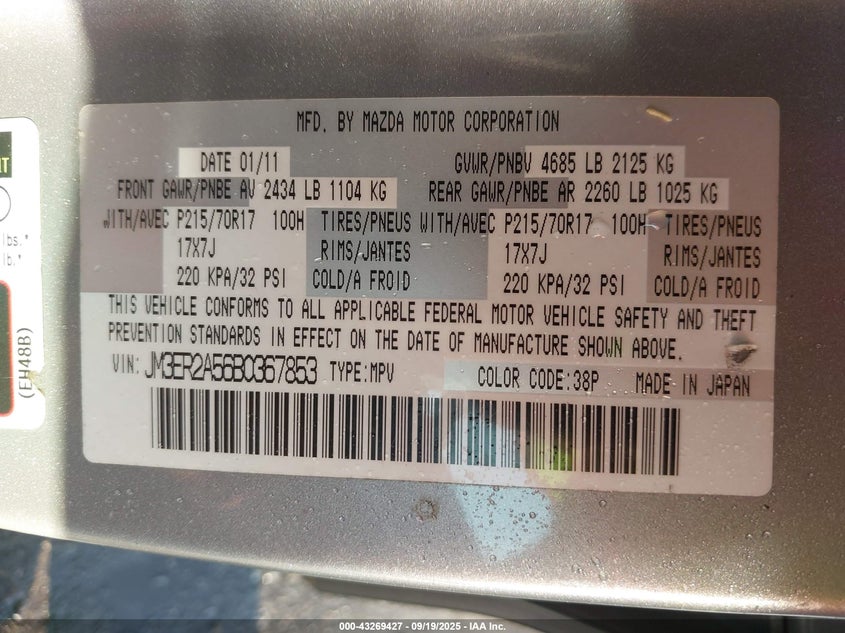 MFD. BY MAZDA MOTOR CORPORATION
DATE 01/11 GVWR/PNBV 4685 LB 2125 KG
FRONT GAWR/PNBE AV 2434 LB 1104 KG REAR GAWR/PNBE AR 2260 LB 1025 KG
WITH/AVEC P215/70R17 100H TIRES/PNEUS WITH/AVEC P215/70R17 100H TIRES/PNEUS
17X7J RIMS/JANTES 17X7J RIMS/JANTES
220 KPA/32 PSI COLD/A FROID 220 KPA/32 PSI COLD/A FROID
THIS VEHICLE CONFORMS TO ALL APPLICABLE FEDERAL MOTOR VEHICLE SAFETY AND THEFT
PREVENTION STANDARDS IN EFFECT ON THE DATE OF MANUFACTURE SHOWN ABOVE.
VIN: JM3ER2A56B0367853 TYPE:MPV COLOR CODE:38P MADE IN JAPAN
lbs.*
lb.*
(EH48B)
000-43269427 - 09/19/2025 - IAA Inc.